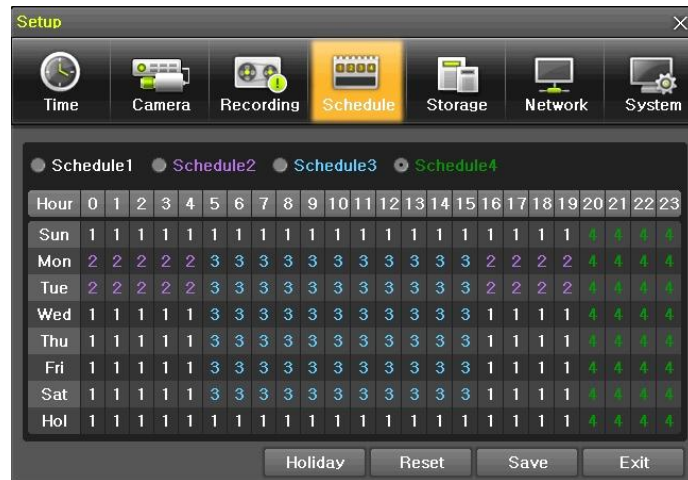 Setup
Time Camera Recording Schedule Storage Network System
Schedule1 Schedule2 Schedule3 Schedule4
Hour 0 1 2 3 4 5 6 7 8 9 10 11 12 13 14 15 16 17 18 19 20 21 22 23
Sun 1 1 1 1 1 1 1 1 1 1 1 1 1 1 1 1 1 1 1 1 4 4 4 4
Mon 2 2 2 2 2 3 3 3 3 3 3 3 3 3 3 3 2 2 2 2 4 4 4 4
Tue 2 2 2 2 2 3 3 3 3 3 3 3 3 3 3 3 2 2 2 2 4 4 4 4
Wed 1 1 1 1 1 3 3 3 3 3 3 3 3 3 3 3 1 1 1 1 4 4 4 4
Thu 1 1 1 1 1 3 3 3 3 3 3 3 3 3 3 3 1 1 1 1 4 4 4 4
Fri 1 1 1 1 1 3 3 3 3 3 3 3 3 3 3 3 1 1 1 1 4 4 4 4
Sat 1 1 1 1 1 3 3 3 3 3 3 3 3 3 3 3 1 1 1 1 4 4 4 4
Hol 1 1 1 1 1 1 1 1 1 1 1 1 1 1 1 1 1 1 1 1 4 4 4 4
Holiday Reset Save Exit